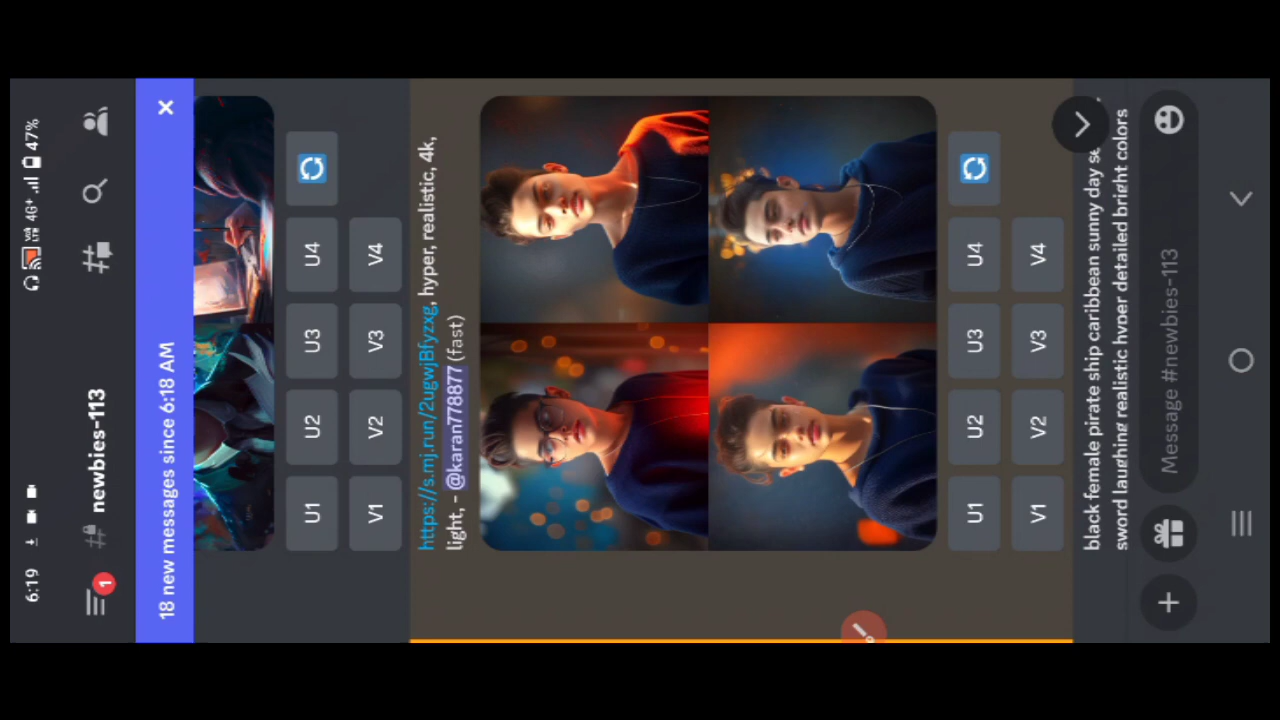 6:19
4G+ 47%
1
newbies-113
18 new messages since 6:18 AM
U1 U2 U3 U4
V1 V2 V3 V4
https://s.mj.run/2ugwjBfyzxg, hyper, realistic, 4k,
light, - @karan778877 (fast)
U1 U2 U3 U4
V1 V2 V3 V4
black female pirate ship caribbean sunny day
sword laughing realistic hyper detailed bright colors
Message #newbies-113